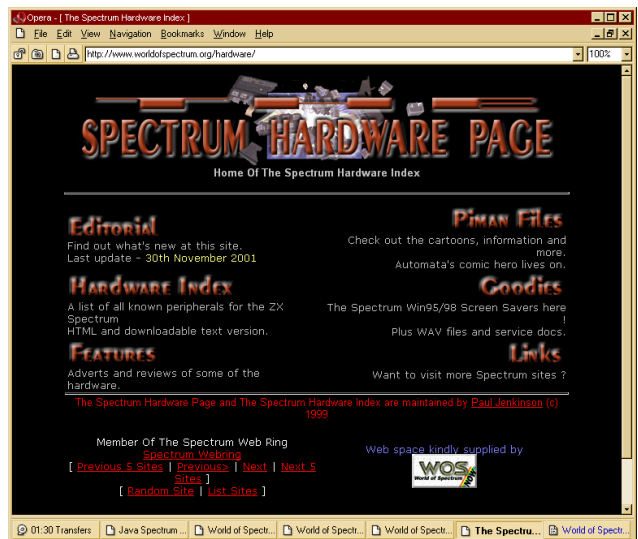 Opera - [ The Spectrum Hardware Index ]
File Edit View Navigation Bookmarks Window Help
http://www.worldofspectrum.org/hardware/
100%
SPECTRUM HARDWARE PAGE
Home Of The Spectrum Hardware Index
Editorial
Find out what's new at this site.
Last update - 30th November 2001
Piman Files
Check out the cartoons, information and
more.
Automata's comic hero lives on.
Hardware Index
A list of all known peripherals for the ZX
Spectrum
HTML and downloadable text version.
Goodies
The Spectrum Win95/98 Screen Savers here
!
Plus WAV files and service docs.
Features
Adverts and reviews of some of the
hardware.
Links
Want to visit more Spectrum sites ?
The Spectrum Hardware Page and The Spectrum Hardware Index are maintained by Paul Jenkinson (c)
1999
Member Of The Spectrum Web Ring
Spectrum Webring
[ Previous 5 Sites | Previous> | Next | Next 5
Sites ]
[ Random Site | List Sites ]
Web space kindly supplied by
WOS
World of Spectrum
01:30 Transfers
Java Spectrum ...
World of Spectr...
World of Spectr...
World of Spectr...
The Spectru...
World of Spectr...